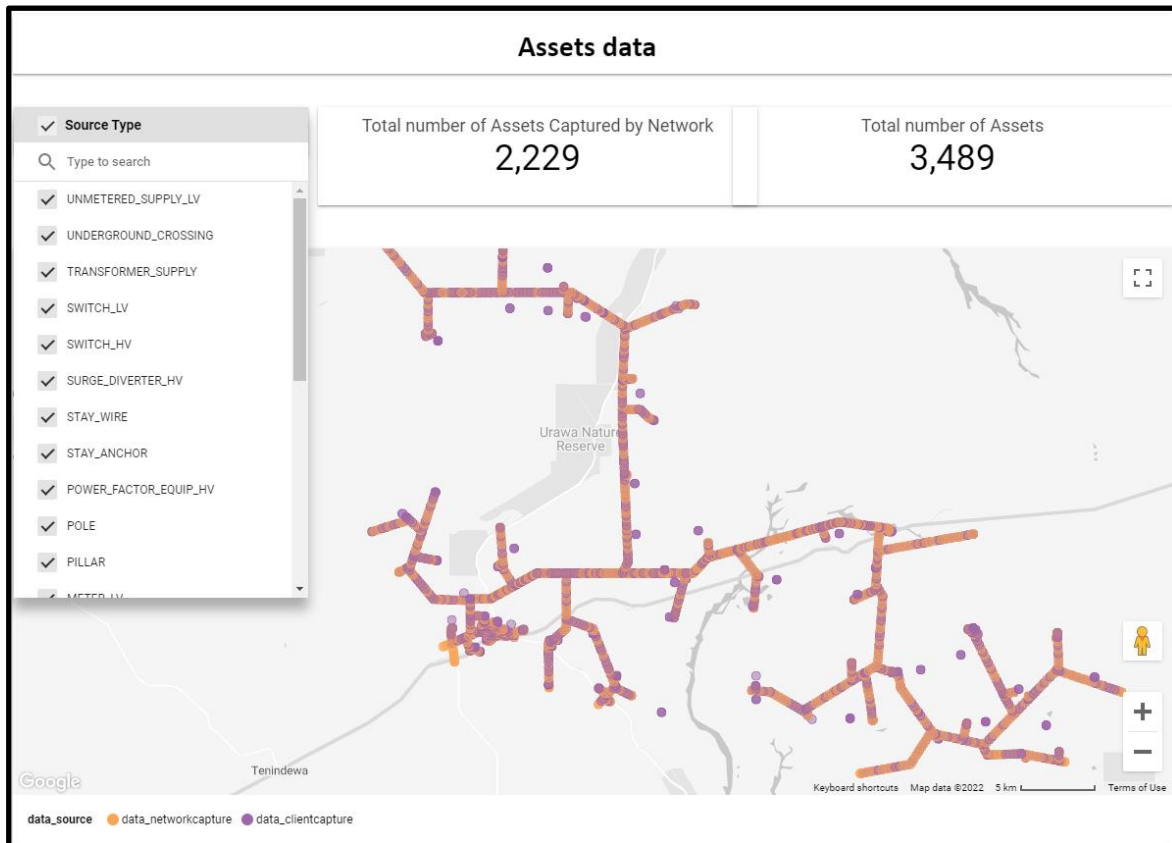 Assets data
Source Type
Type to search
UNMETERED_SUPPLY_LV
UNDERGROUND_CROSSING
TRANSFORMER_SUPPLY
SWITCH_LV
SWITCH_HV
SURGE_DIVERTER_HV
STAY_WIRE
STAY_ANCHOR
POWER_FACTOR_EQUIP_HV
POLE
PILLAR
METER_LV
Total number of Assets Captured by Network
2,229
Total number of Assets
3,489
Urawa Nature
Reserve
Tenindewa
Google
Keyboard shortcuts Map data ©2022 5 km Terms of Use
data_source data_networkcapture data_clientcapture